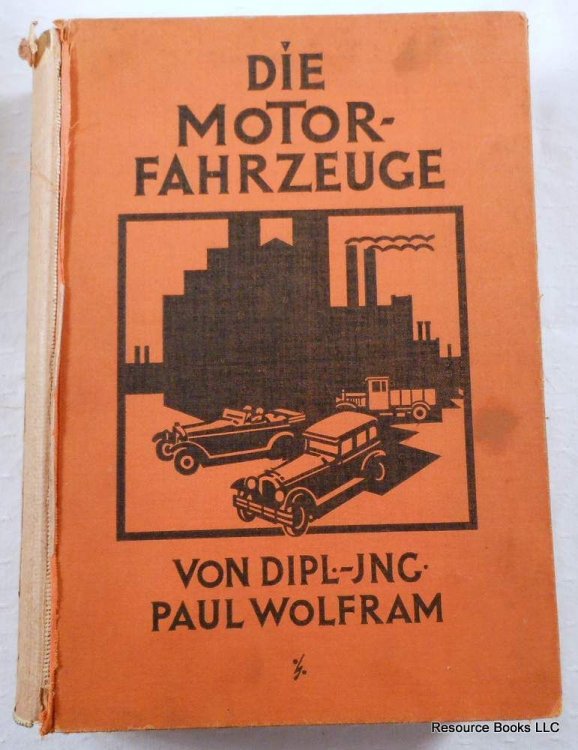 DIE
MOTOR-
FAHRZEUGE
VON DIPL.-JNG.
PAUL WOLFRAM
Resource Books LLC